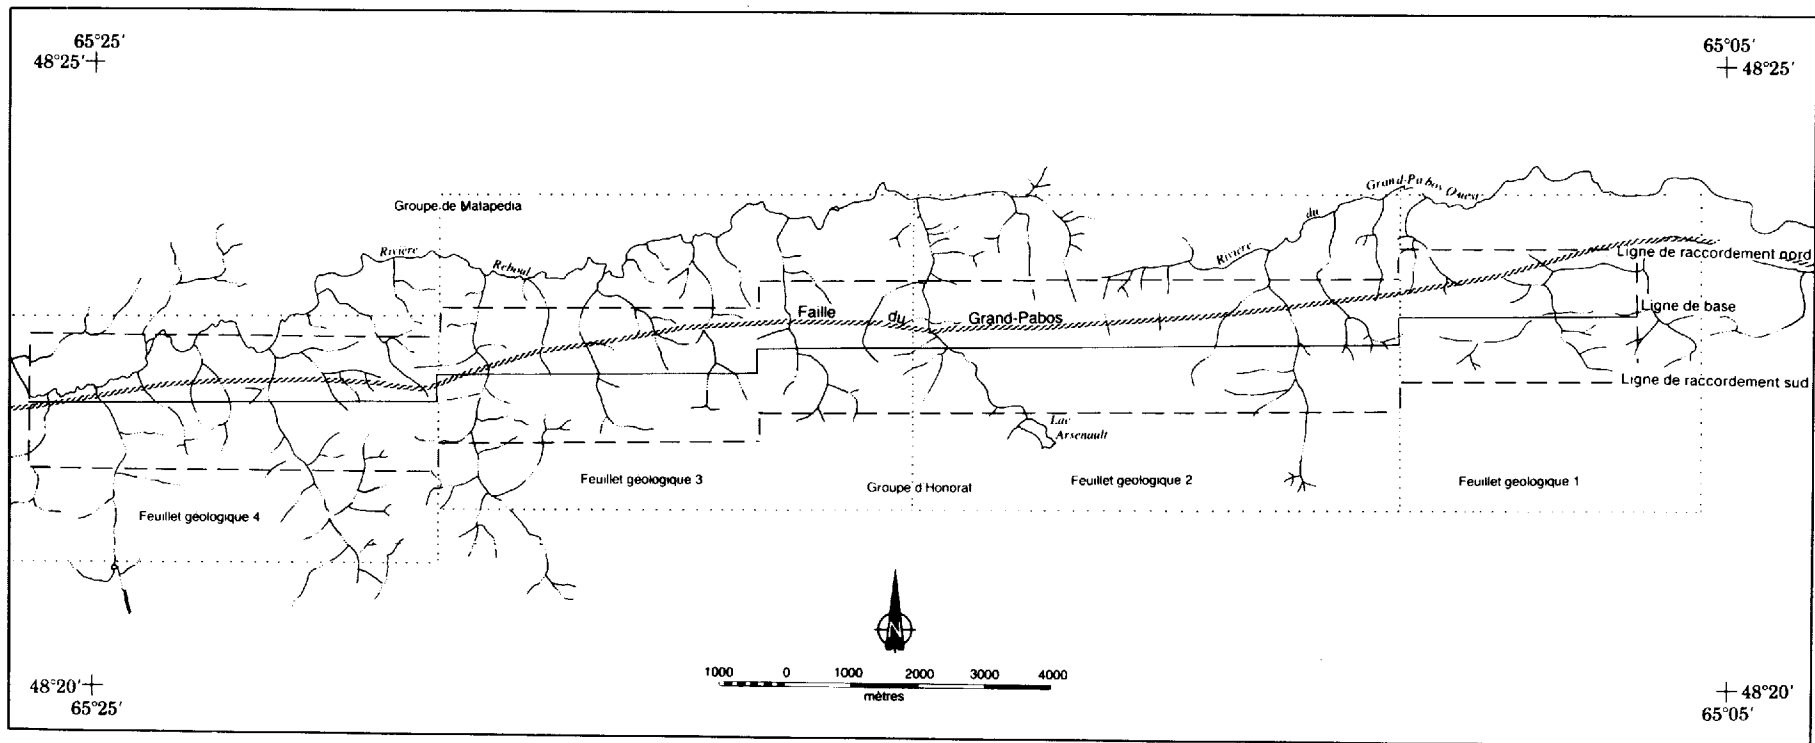 65°25′
48°25′
65°05′
48°25′
Groupe de Matapedia
Grand-Pabos Ouest
du
Rivière
Rivière
Reboul
Ligne de raccordement nord
Ligne de base
Faille du Grand-Pabos
Ligne de raccordement sud
Lac
Arsenault
Feuillet géologique 3
Groupe d'Honorat
Feuillet géologique 2
Feuillet géologique 1
Feuillet géologique 4
N
1000 0 1000 2000 3000 4000
mètres
48°20′
65°25′
48°20′
65°05′